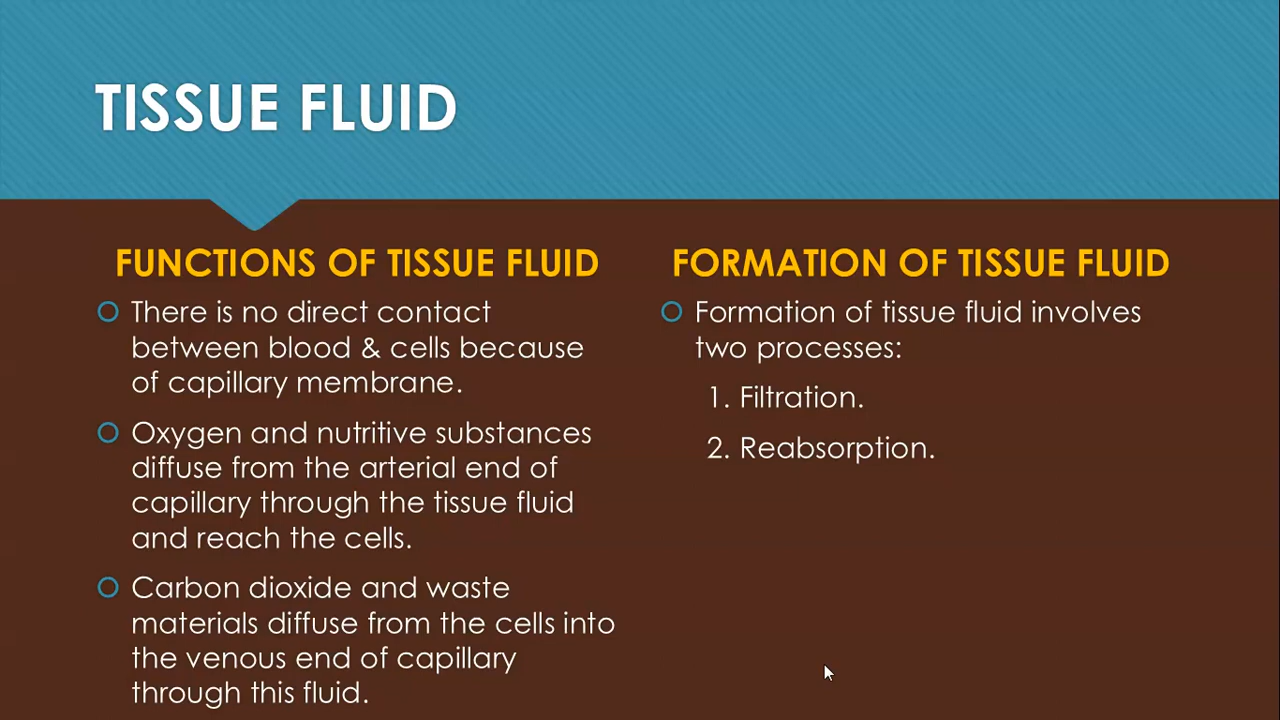 TISSUE FLUID
FUNCTIONS OF TISSUE FLUID
There is no direct contact
between blood & cells because
of capillary membrane.
Oxygen and nutritive substances
diffuse from the arterial end of
capillary through the tissue fluid
and reach the cells.
Carbon dioxide and waste
materials diffuse from the cells into
the venous end of capillary
through this fluid.
FORMATION OF TISSUE FLUID
Formation of tissue fluid involves
two processes:
1. Filtration.
2. Reabsorption.